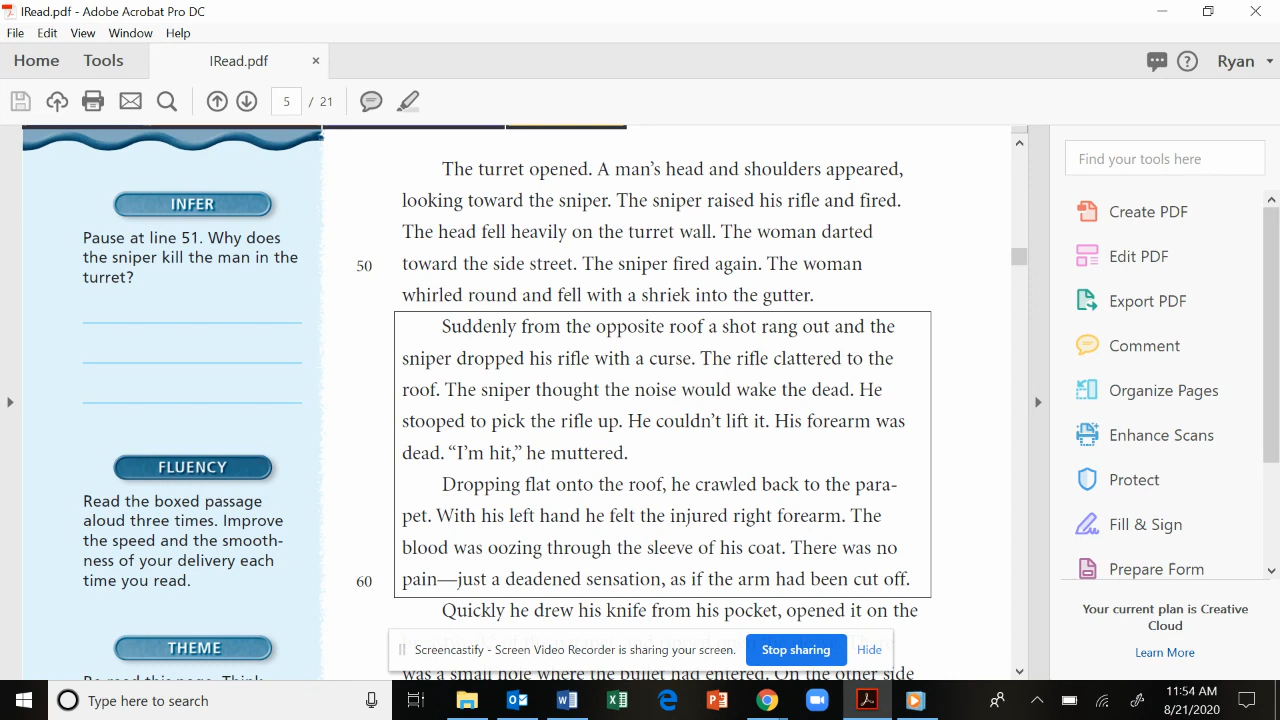 IRead.pdf - Adobe Acrobat Pro DC
File Edit View Window Help
Home Tools IRead.pdf × Ryan
5 / 21
INFER
Pause at line 51. Why does
the sniper kill the man in the
turret?
FLUENCY
Read the boxed passage
aloud three times. Improve
the speed and the smooth-
ness of your delivery each
time you read.
THEME
The turret opened. A man’s head and shoulders appeared,
looking toward the sniper. The sniper raised his rifle and fired.
The head fell heavily on the turret wall. The woman darted
50 toward the side street. The sniper fired again. The woman
whirled round and fell with a shriek into the gutter.
Suddenly from the opposite roof a shot rang out and the
sniper dropped his rifle with a curse. The rifle clattered to the
roof. The sniper thought the noise would wake the dead. He
stooped to pick the rifle up. He couldn’t lift it. His forearm was
dead. “I’m hit,” he muttered.
Dropping flat onto the roof, he crawled back to the para-
pet. With his left hand he felt the injured right forearm. The
blood was oozing through the sleeve of his coat. There was no
60 pain—just a deadened sensation, as if the arm had been cut off.
Quickly he drew his knife from his pocket, opened it on the
was a small hole where the bullet had entered. On the other side
Screencastify - Screen Video Recorder is sharing your screen. Stop sharing Hide
Find your tools here
Create PDF
Edit PDF
Export PDF
Comment
Organize Pages
Enhance Scans
Protect
Fill & Sign
Prepare Form
Your current plan is Creative
Cloud
Learn More
Type here to search
11:54 AM
8/21/2020